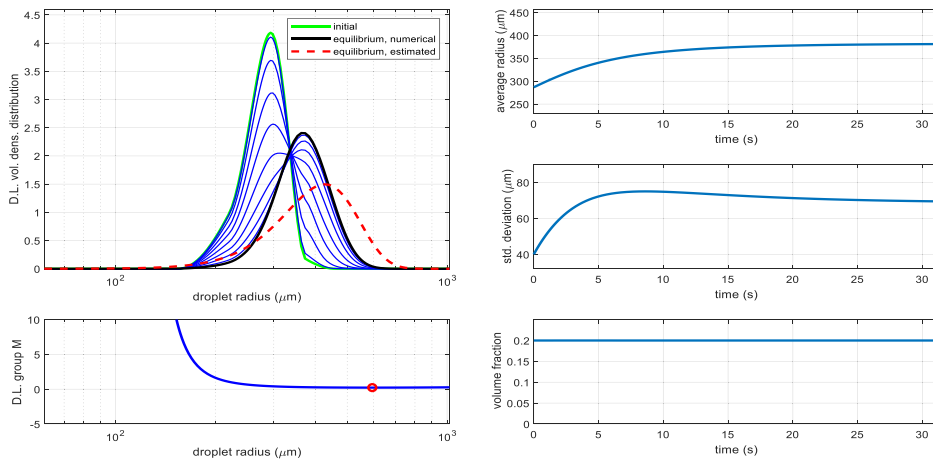 4.5
4
3.5
3
2.5
2
1.5
1
0.5
0
D.L. vol. dens. distribution
initial
equilibrium, numerical
equilibrium, estimated
10²
10³
droplet radius (μm)
10
5
0
-5
D.L. group M
10²
10³
droplet radius (μm)
450
400
350
300
250
average radius (μm)
0 5 10 15 20 25 30
time (s)
80
60
40
std. deviation (μm)
0 5 10 15 20 25 30
time (s)
0.2
0.15
0.1
0.05
0
volume fraction
0 5 10 15 20 25 30
time (s)